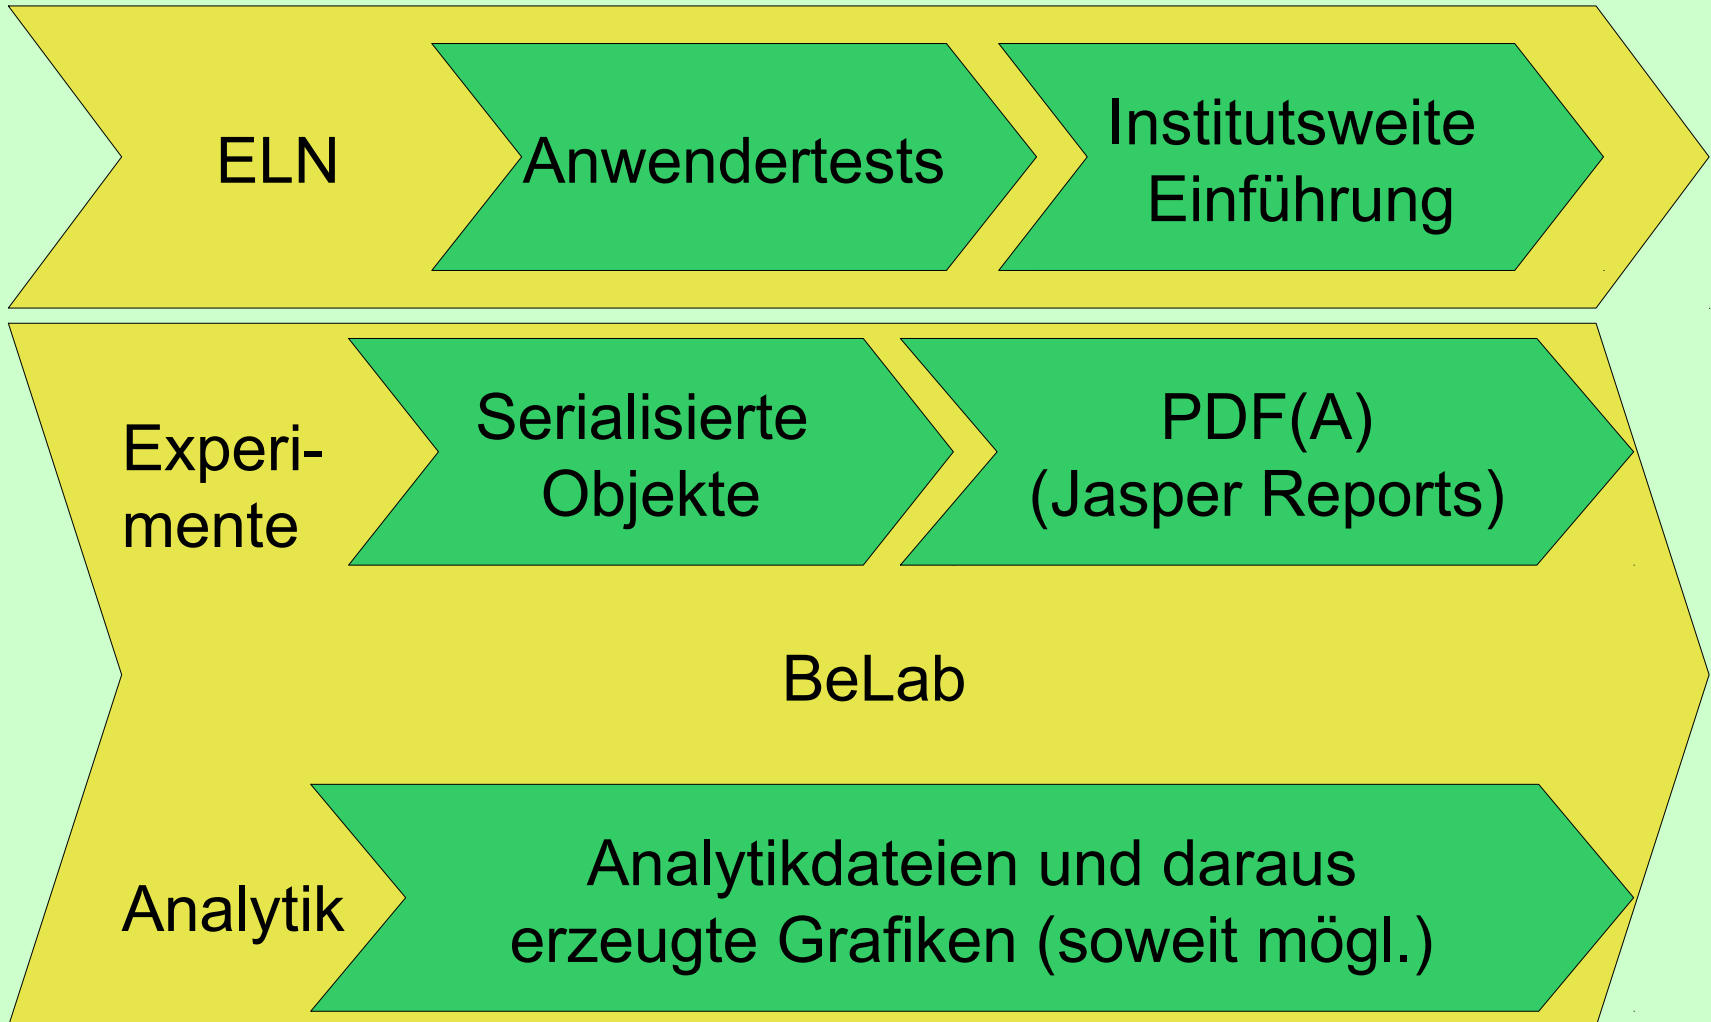 ELN
Anwendertests
Institutsweite
Einführung
Experi-
mente
Serialisierte
Objekte
PDF(A)
(Jasper Reports)
BeLab
Analytik
Analytikdateien und daraus
erzeugte Grafiken (soweit mögl.)